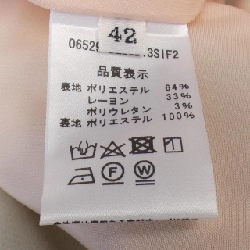 42
品質表示
表地 ポリエステル 64%
レーヨン 33%
ポリウレタン 3%
裏地 ポリエステル 100%